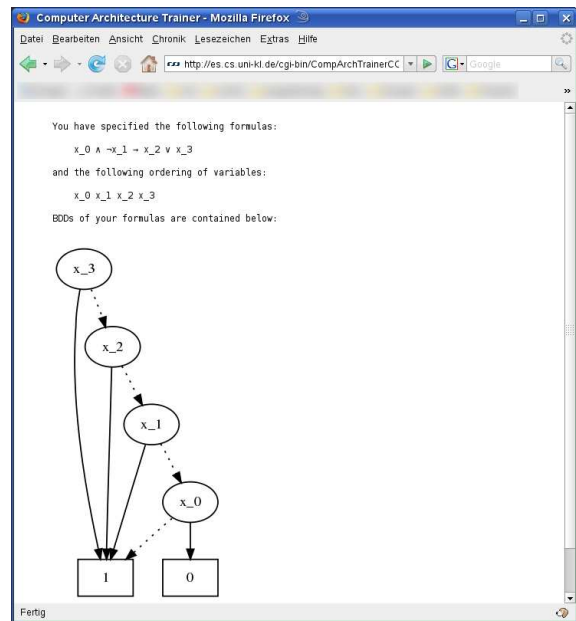 Computer Architecture Trainer - Mozilla Firefox
Datei Bearbeiten Ansicht Chronik Lesezeichen Extras Hilfe
http://es.cs.uni-kl.de/cgi-bin/CompArchTrainerCC Google
You have specified the following formulas:
x_0 ∧ ¬x_1 → x_2 ∨ x_3
and the following ordering of variables:
x_0 x_1 x_2 x_3
BDDs of your formulas are contained below:
x_3
x_2
x_1
x_0
1 0
Fertig